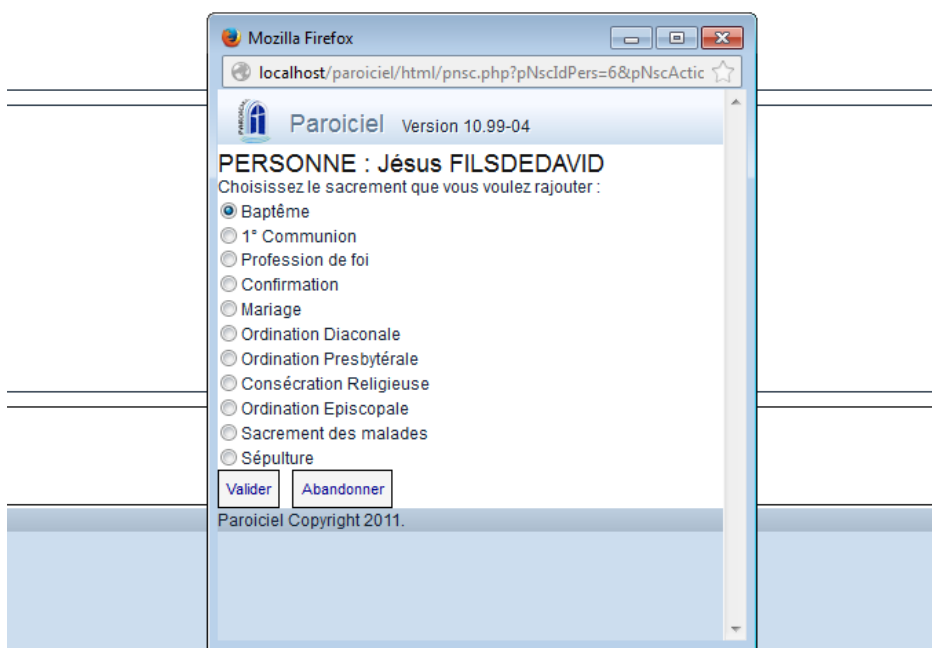 Mozilla Firefox
localhost/paroiciel/html/pnsc.php?pNscIdPers=6&pNscActic
PAROICIEL
Paroiciel Version 10.99-04
PERSONNE : Jésus FILSDEDAVID
Choisissez le sacrement que vous voulez rajouter :
Baptême
1° Communion
Profession de foi
Confirmation
Mariage
Ordination Diaconale
Ordination Presbytérale
Consécration Religieuse
Ordination Episcopale
Sacrement des malades
Sépulture
Valider Abandonner
Paroiciel Copyright 2011.